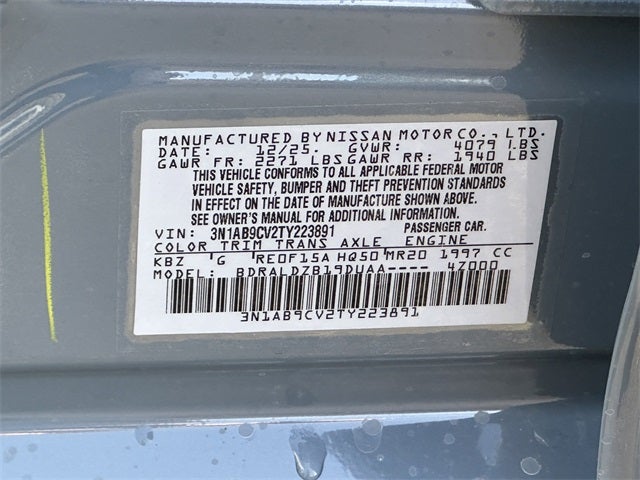 MANUFACTURED BY NISSAN MOTOR CO., LTD.
DATE: 12/25. GVWR: 4079 LBS
GAWR FR: 2271 LBS GAWR RR: 1940 LBS
THIS VEHICLE CONFORMS TO ALL APPLICABLE FEDERAL MOTOR
VEHICLE SAFETY, BUMPER AND THEFT PREVENTION STANDARDS
IN EFFECT ON THE DATE OF MANUFACTURE SHOWN ABOVE.
SEE OWNER'S MANUAL FOR ADDITIONAL INFORMATION.
VIN: 3N1AB9CV2TY223891 PASSENGER CAR.
COLOR TRIM TRANS AXLE ENGINE
KBZ G RE0F15A HQ50 MR20 1997 CC
MODEL: BDRALDZB19DUAA---- 4Z000
3N1AB9CV2TY223891